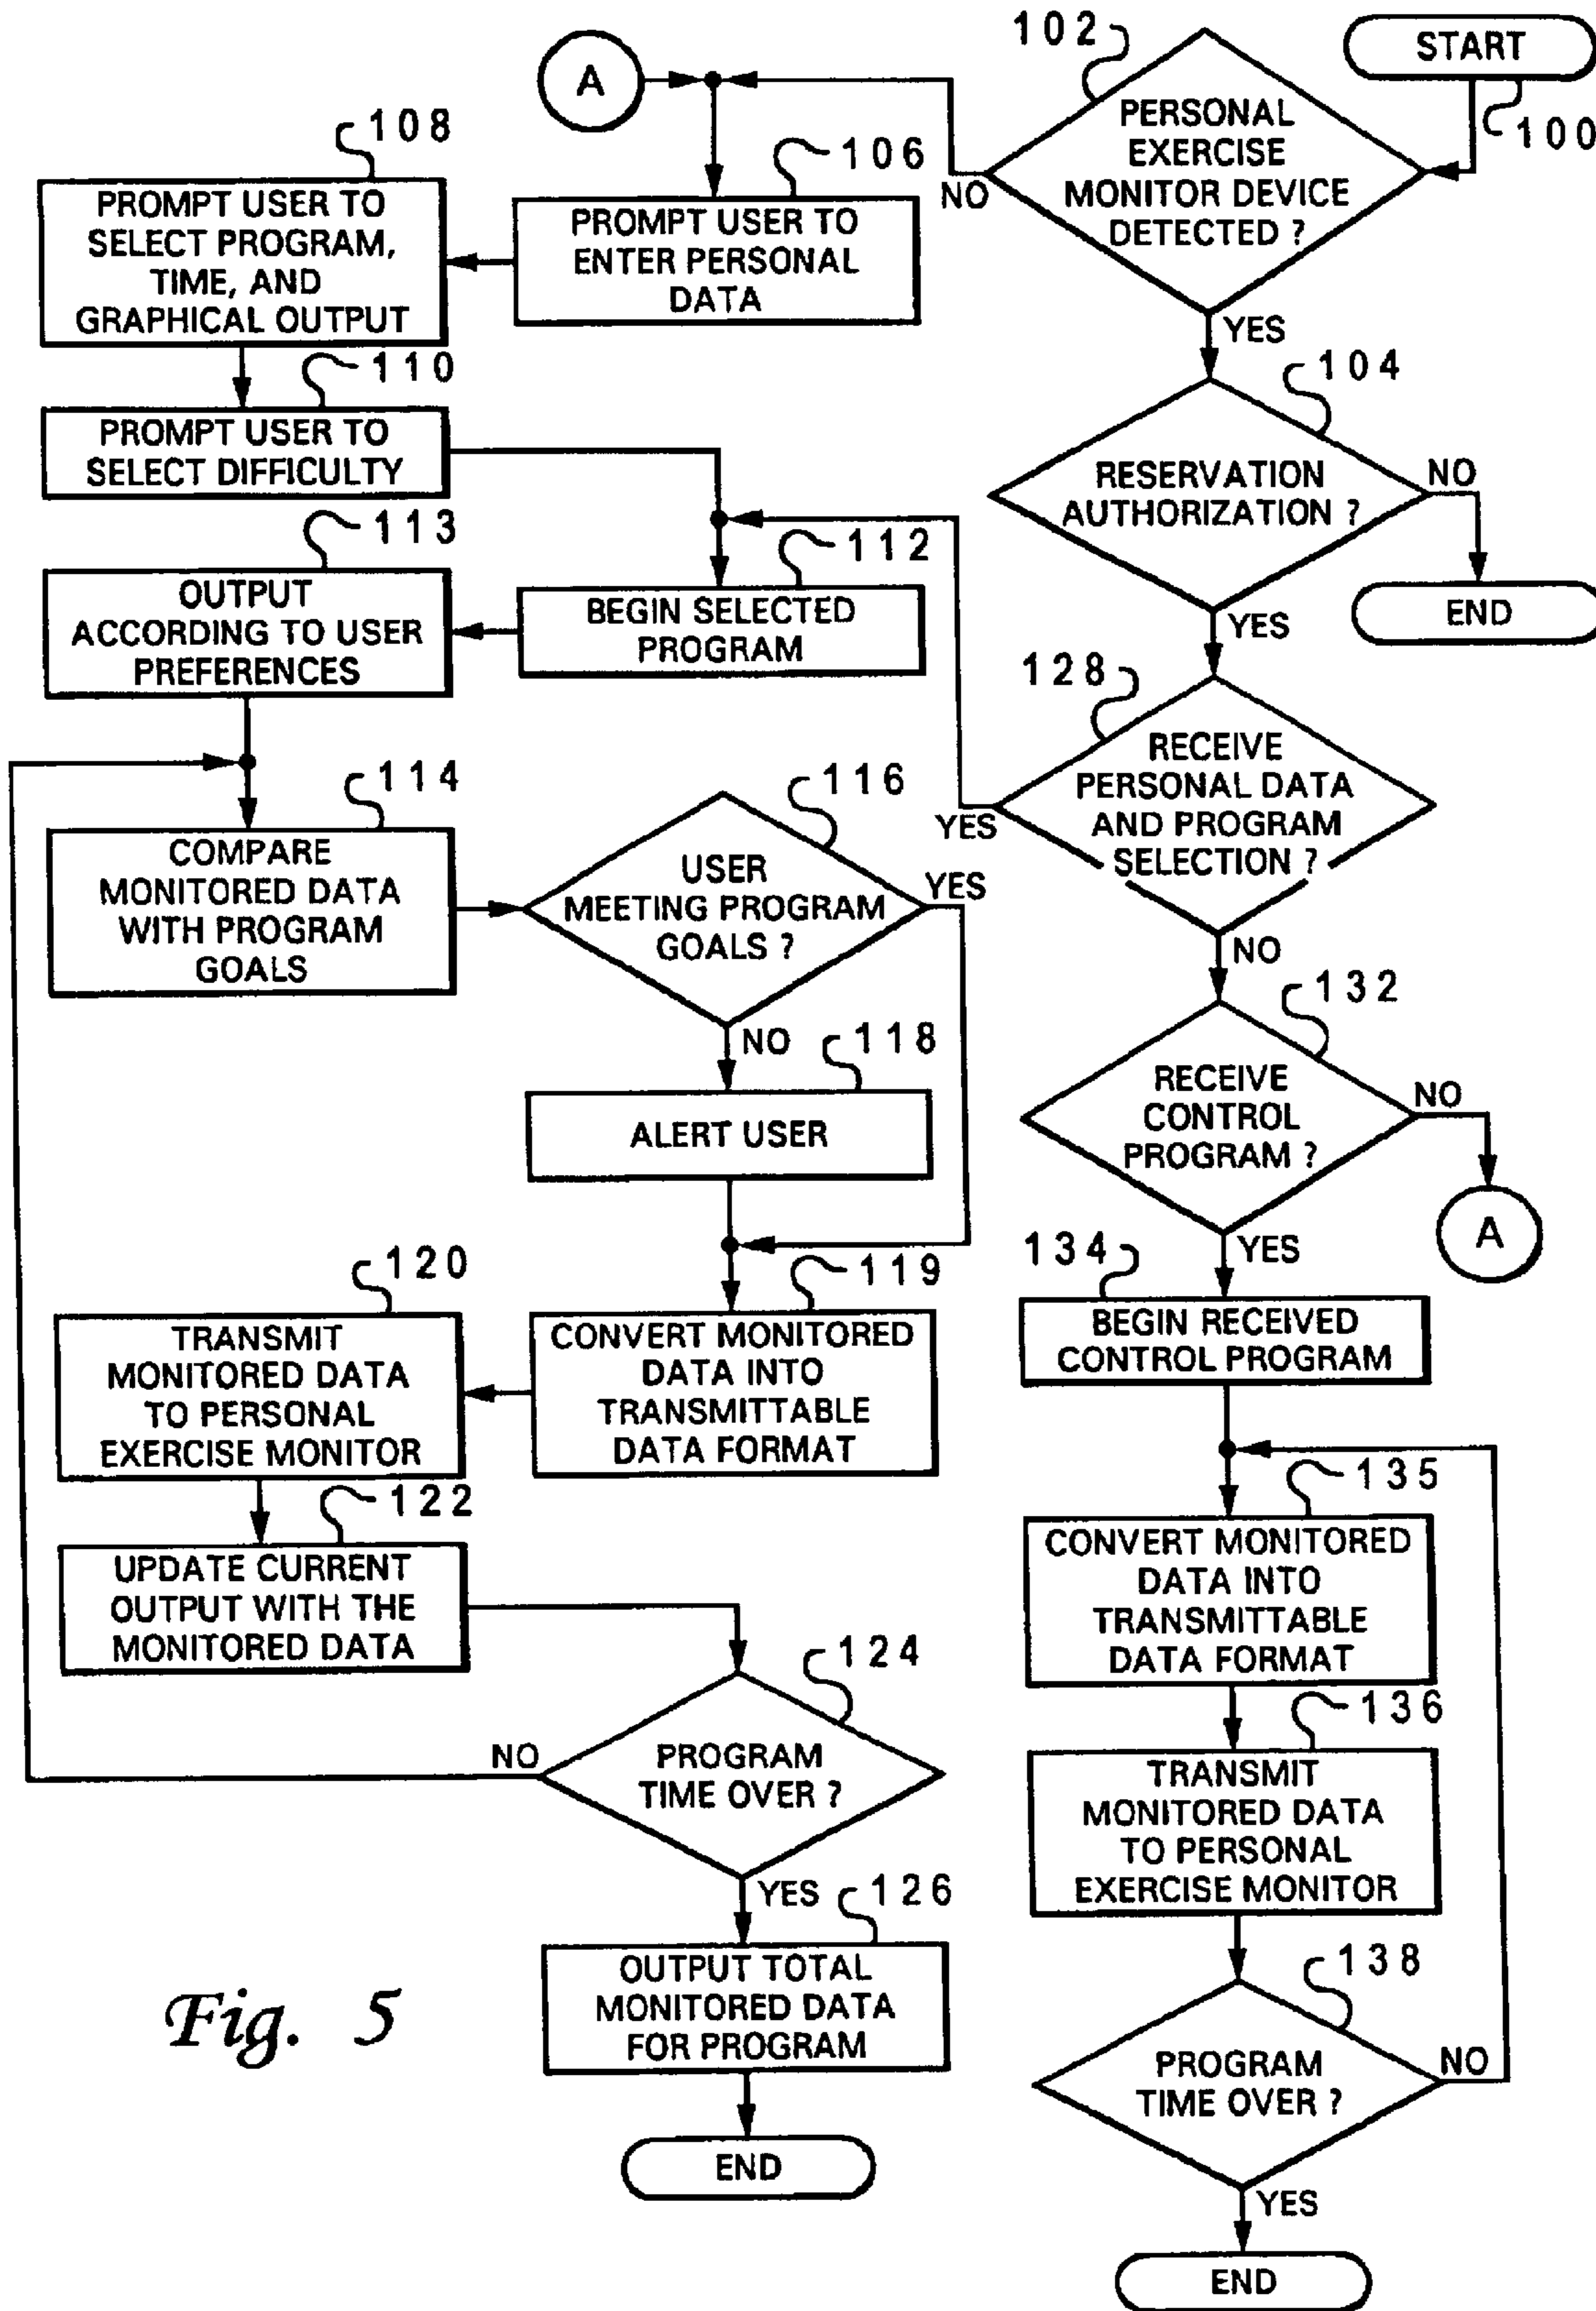 START
100
102
PERSONAL
EXERCISE
MONITOR DEVICE
DETECTED ?
NO
YES
A
106
PROMPT USER TO
ENTER PERSONAL
DATA
108
PROMPT USER TO
SELECT PROGRAM,
TIME, AND
GRAPHICAL OUTPUT
110
PROMPT USER TO
SELECT DIFFICULTY
104
RESERVATION
AUTHORIZATION ?
NO
END
YES
112
BEGIN SELECTED
PROGRAM
113
OUTPUT
ACCORDING TO USER
PREFERENCES
128
RECEIVE
PERSONAL DATA
AND PROGRAM
SELECTION ?
YES
NO
114
COMPARE
MONITORED DATA
WITH PROGRAM
GOALS
116
USER
MEETING PROGRAM
GOALS ?
YES
NO
118
ALERT USER
132
RECEIVE
CONTROL
PROGRAM ?
NO
A
YES
134
BEGIN RECEIVED
CONTROL PROGRAM
119
CONVERT MONITORED
DATA INTO
TRANSMITTABLE
DATA FORMAT
120
TRANSMIT
MONITORED DATA
TO PERSONAL
EXERCISE MONITOR
122
UPDATE CURRENT
OUTPUT WITH THE
MONITORED DATA
124
PROGRAM
TIME OVER ?
NO
YES
126
OUTPUT TOTAL
MONITORED DATA
FOR PROGRAM
END
135
CONVERT MONITORED
DATA INTO
TRANSMITTABLE
DATA FORMAT
136
TRANSMIT
MONITORED DATA
TO PERSONAL
EXERCISE MONITOR
138
PROGRAM
TIME OVER ?
NO
YES
END
Fig. 5